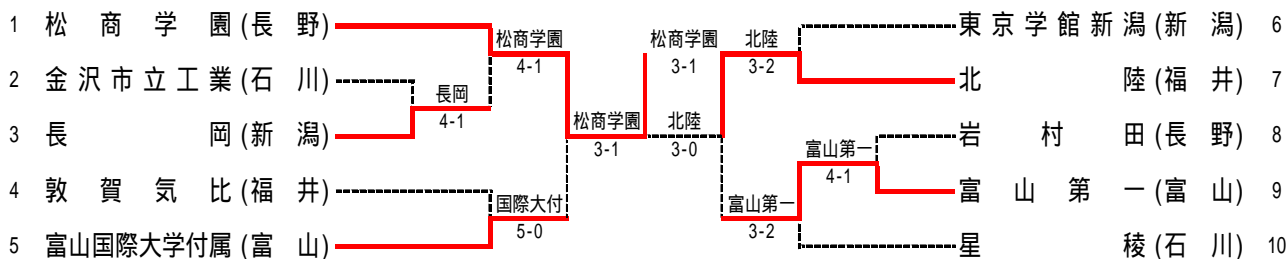 1 松商学園(長野)
2 金沢市立工業(石川)
3 長岡(新潟)
4 敦賀気比(福井)
5 富山国際大学付属(富山)
長岡
4-1
松商学園
4-1
国際大付
5-0
松商学園
3-1
松商学園
3-1
北陸
3-0
北陸
3-2
富山第一
3-2
富山第一
4-1
東京学館新潟(新潟) 6
北陸(福井) 7
岩村田(長野) 8
富山第一(富山) 9
星稜(石川) 10